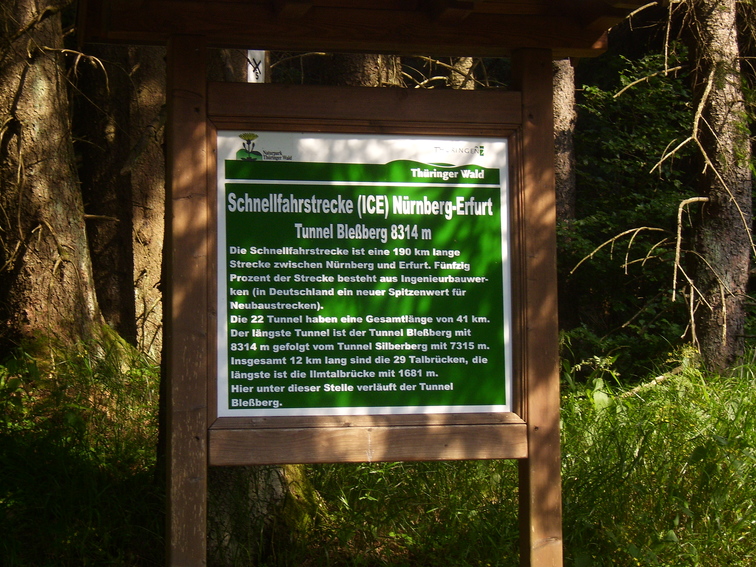 Naturpark
Thüringer Wald
THÜRINGEN
Thüringer Wald
Schnellfahrstrecke (ICE) Nürnberg-Erfurt
Tunnel Bleßberg 8314 m
Die Schnellfahrstrecke ist eine 190 km lange
Strecke zwischen Nürnberg und Erfurt. Fünfzig
Prozent der Strecke besteht aus Ingenieurbauwer-
ken (in Deutschland ein neuer Spitzenwert für
Neubaustrecken).
Die 22 Tunnel haben eine Gesamtlänge von 41 km.
Der längste Tunnel ist der Tunnel Bleßberg mit
8314 m gefolgt vom Tunnel Silberberg mit 7315 m.
Insgesamt 12 km lang sind die 29 Talbrücken, die
längste ist die Ilmtalbrücke mit 1681 m.
Hier unter dieser Stelle verläuft der Tunnel
Bleßberg.